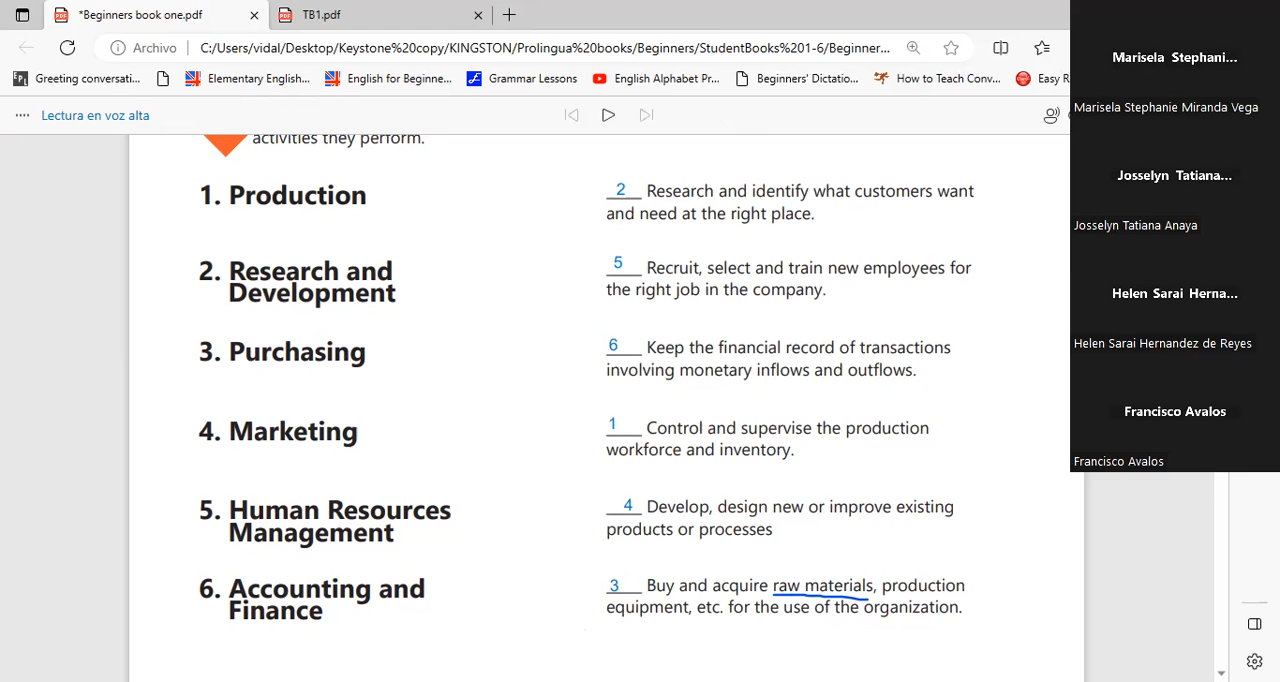 *Beginners book one.pdf
TB1.pdf
Archivo
C:/Users/vidal/Desktop/Keystone%20copy/KINGSTON/Prolingua%20books/Beginners/StudentBooks%201-6/Beginner...
Greeting conversati...
Elementary English...
English for Beginne...
Grammar Lessons
English Alphabet Pr...
Beginners' Dictatio...
How to Teach Conv...
Easy R
Lectura en voz alta
activities they perform.
1. Production
2 Research and identify what customers want
and need at the right place.
2. Research and
Development
5 Recruit, select and train new employees for
the right job in the company.
3. Purchasing
6 Keep the financial record of transactions
involving monetary inflows and outflows.
4. Marketing
1 Control and supervise the production
workforce and inventory.
5. Human Resources
Management
4 Develop, design new or improve existing
products or processes
6. Accounting and
Finance
3 Buy and acquire raw materials, production
equipment, etc. for the use of the organization.
Marisela Stephani...
Marisela Stephanie Miranda Vega
Josselyn Tatiana...
Josselyn Tatiana Anaya
Helen Sarai Herna...
Helen Sarai Hernandez de Reyes
Francisco Avalos
Francisco Avalos